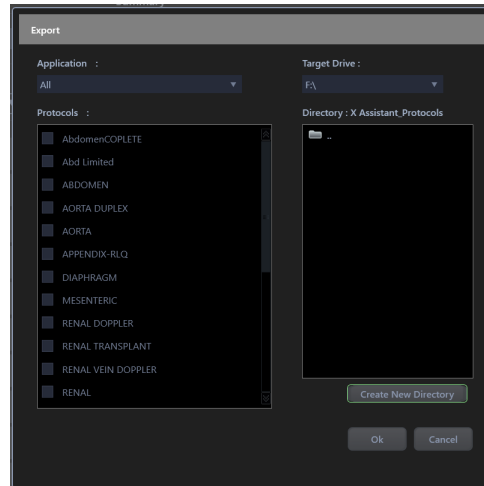 Summary
Export
Application :
All
Protocols :
AbdomenCOPLETE
Abd Limited
ABDOMEN
AORTA DUPLEX
AORTA
APPENDIX-RLQ
DIAPHRAGM
MESENTERIC
RENAL DOPPLER
RENAL TRANSPLANT
RENAL VEIN DOPPLER
RENAL
Target Drive :
F:\
Directory : X Assistant_Protocols
..
Create New Directory
Ok Cancel